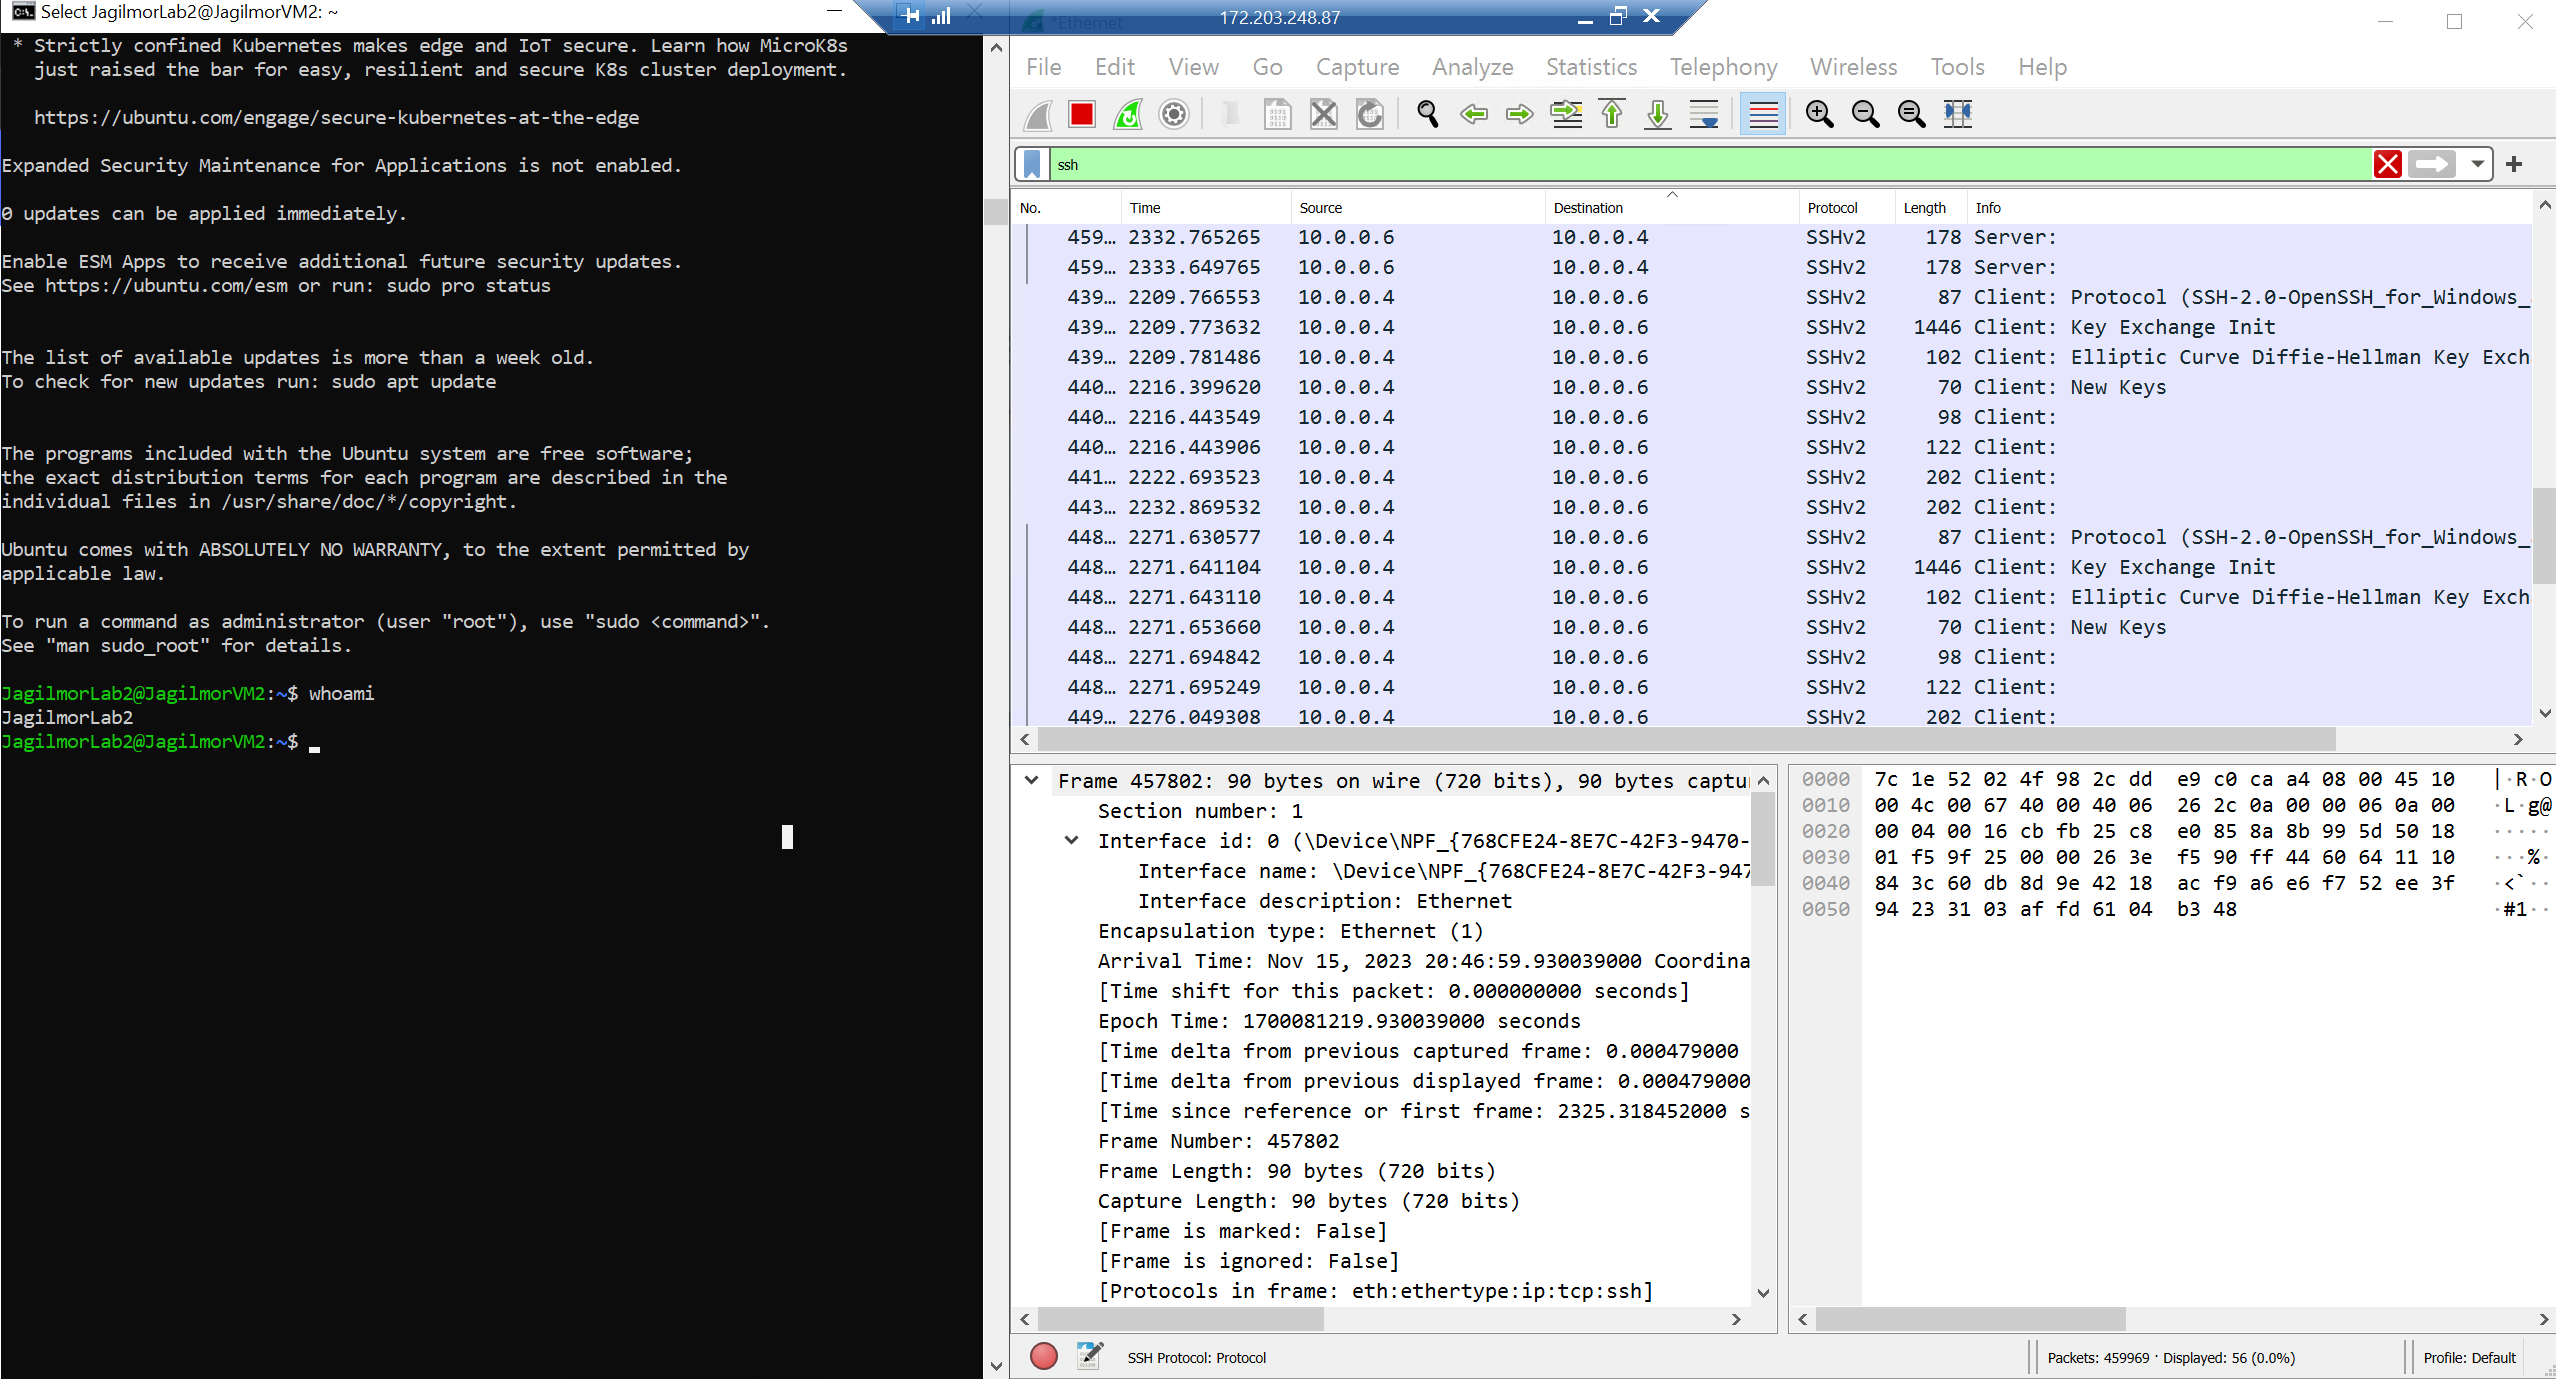 Select JagilmorLab2@JagilmorVM2: ~
* Strictly confined Kubernetes makes edge and IoT secure. Learn how MicroK8s
just raised the bar for easy, resilient and secure K8s cluster deployment.
https://ubuntu.com/engage/secure-kubernetes-at-the-edge
Expanded Security Maintenance for Applications is not enabled.
0 updates can be applied immediately.
Enable ESM Apps to receive additional future security updates.
See https://ubuntu.com/esm or run: sudo pro status
The list of available updates is more than a week old.
To check for new updates run: sudo apt update
The programs included with the Ubuntu system are free software;
the exact distribution terms for each program are described in the
individual files in /usr/share/doc/*/copyright.
Ubuntu comes with ABSOLUTELY NO WARRANTY, to the extent permitted by
applicable law.
To run a command as administrator (user "root"), use "sudo <command>".
See "man sudo_root" for details.
JagilmorLab2@JagilmorVM2:~$ whoami
JagilmorLab2
JagilmorLab2@JagilmorVM2:~$
172.203.248.87
*Ethernet
File Edit View Go Capture Analyze Statistics Telephony Wireless Tools Help
ssh
No. Time Source Destination Protocol Length Info
459… 2332.765265 10.0.0.6 10.0.0.4 SSHv2 178 Server:
459… 2333.649765 10.0.0.6 10.0.0.4 SSHv2 178 Server:
439… 2209.766553 10.0.0.4 10.0.0.6 SSHv2 87 Client: Protocol (SSH-2.0-OpenSSH_for_Windows_
439… 2209.773632 10.0.0.4 10.0.0.6 SSHv2 1446 Client: Key Exchange Init
439… 2209.781486 10.0.0.4 10.0.0.6 SSHv2 102 Client: Elliptic Curve Diffie-Hellman Key Exch
440… 2216.399620 10.0.0.4 10.0.0.6 SSHv2 70 Client: New Keys
440… 2216.443549 10.0.0.4 10.0.0.6 SSHv2 98 Client:
440… 2216.443906 10.0.0.4 10.0.0.6 SSHv2 122 Client:
441… 2222.693523 10.0.0.4 10.0.0.6 SSHv2 202 Client:
443… 2232.869532 10.0.0.4 10.0.0.6 SSHv2 202 Client:
448… 2271.630577 10.0.0.4 10.0.0.6 SSHv2 87 Client: Protocol (SSH-2.0-OpenSSH_for_Windows_
448… 2271.641104 10.0.0.4 10.0.0.6 SSHv2 1446 Client: Key Exchange Init
448… 2271.643110 10.0.0.4 10.0.0.6 SSHv2 102 Client: Elliptic Curve Diffie-Hellman Key Exch
448… 2271.653660 10.0.0.4 10.0.0.6 SSHv2 70 Client: New Keys
448… 2271.694842 10.0.0.4 10.0.0.6 SSHv2 98 Client:
448… 2271.695249 10.0.0.4 10.0.0.6 SSHv2 122 Client:
449… 2276.049308 10.0.0.4 10.0.0.6 SSHv2 202 Client:
Frame 457802: 90 bytes on wire (720 bits), 90 bytes captu
Section number: 1
Interface id: 0 (\Device\NPF_{768CFE24-8E7C-42F3-9470-
Interface name: \Device\NPF_{768CFE24-8E7C-42F3-947
Interface description: Ethernet
Encapsulation type: Ethernet (1)
Arrival Time: Nov 15, 2023 20:46:59.930039000 Coordina
[Time shift for this packet: 0.000000000 seconds]
Epoch Time: 1700081219.930039000 seconds
[Time delta from previous captured frame: 0.000479000
[Time delta from previous displayed frame: 0.000479000
[Time since reference or first frame: 2325.318452000 s
Frame Number: 457802
Frame Length: 90 bytes (720 bits)
Capture Length: 90 bytes (720 bits)
[Frame is marked: False]
[Frame is ignored: False]
[Protocols in frame: eth:ethertype:ip:tcp:ssh]
0000 7c 1e 52 02 4f 98 2c dd e9 c0 ca a4 08 00 45 10 |·R·O
0010 00 4c 00 67 40 00 40 06 26 2c 0a 00 00 06 0a 00 ·L·g@
0020 00 04 00 16 cb fb 25 c8 e0 85 8a 8b 99 5d 50 18 ·····
0030 01 f5 9f 25 00 00 26 3e f5 90 ff 44 60 64 11 10 ···%·
0040 84 3c 60 db 8d 9e 42 18 ac f9 a6 e6 f7 52 ee 3f ·<`··
0050 94 23 31 03 af fd 61 04 b3 48 ·#1··
SSH Protocol: Protocol
Packets: 459969 · Displayed: 56 (0.0%)
Profile: Default